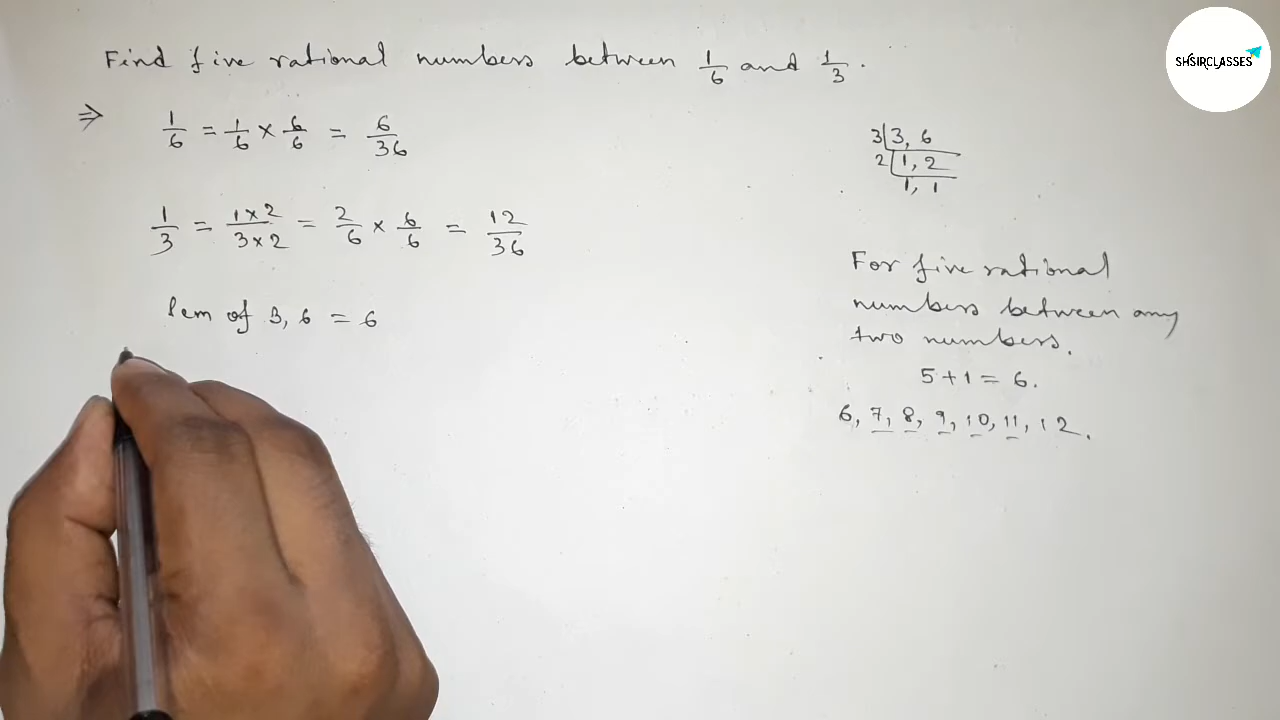 Find five rational numbers between 1/6 and 1/3.
⇒ 1/6 = 1/6 × 6/6 = 6/36
1/3 = 1×2/3×2 = 2/6 × 6/6 = 12/36
lcm of 3, 6 = 6
3 | 3, 6
2 | 1, 2
1, 1
For five rational
numbers between any
two numbers.
5+1 = 6.
6, 7, 8, 9, 10, 11, 12.
SHSIRCLASSES